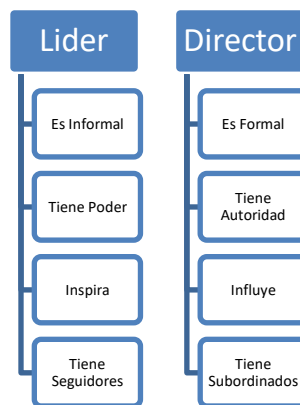 Lider
Es Informal
Tiene Poder
Inspira
Tiene
Seguidores
Director
Es Formal
Tiene
Autoridad
Influye
Tiene
Subordinados